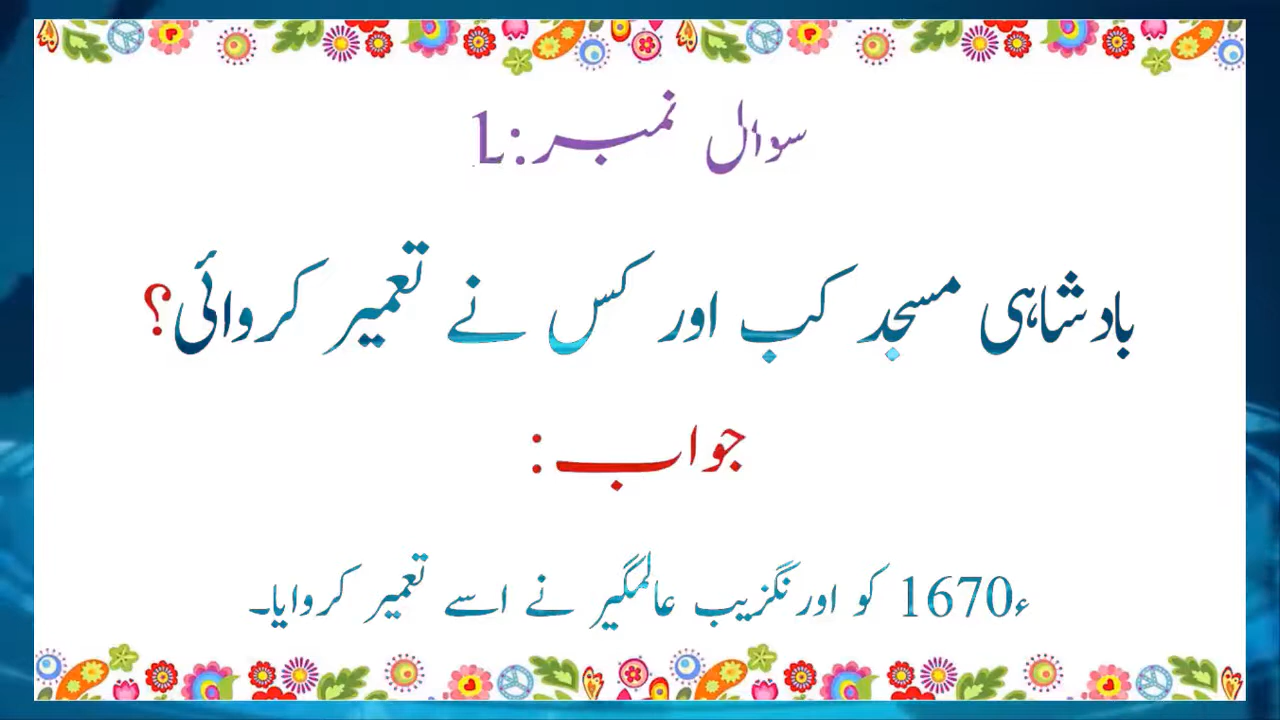 سوال نمبر:1
بادشاہی مسجد کب اور کس نے تعمیر کروائی؟
جواب:
ء1670 کو اورنگزیب عالمگیر نے اسے تعمیر کروایا۔